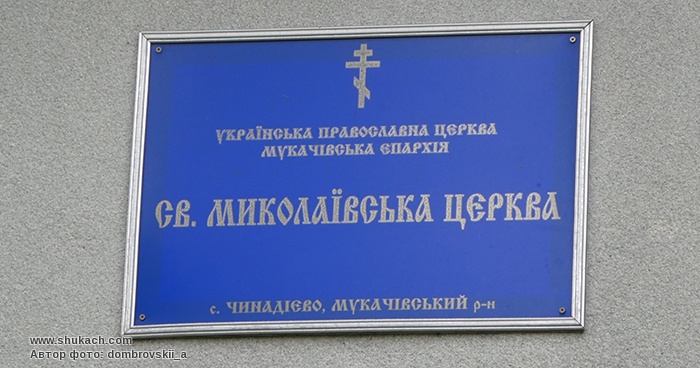 УКРАЇНСЬКА ПРАВОСЛАВНА ЦЕРКВА
МУКАЧІВСЬКА ЕПАРХІЯ
СВ. МИКОЛАЇВСЬКА ЦЕРКВА
с. ЧИНАДІЄВО, МУКАЧІВСЬКИЙ р-н
www.shukach.com
Автор фото: dombrovskii_a